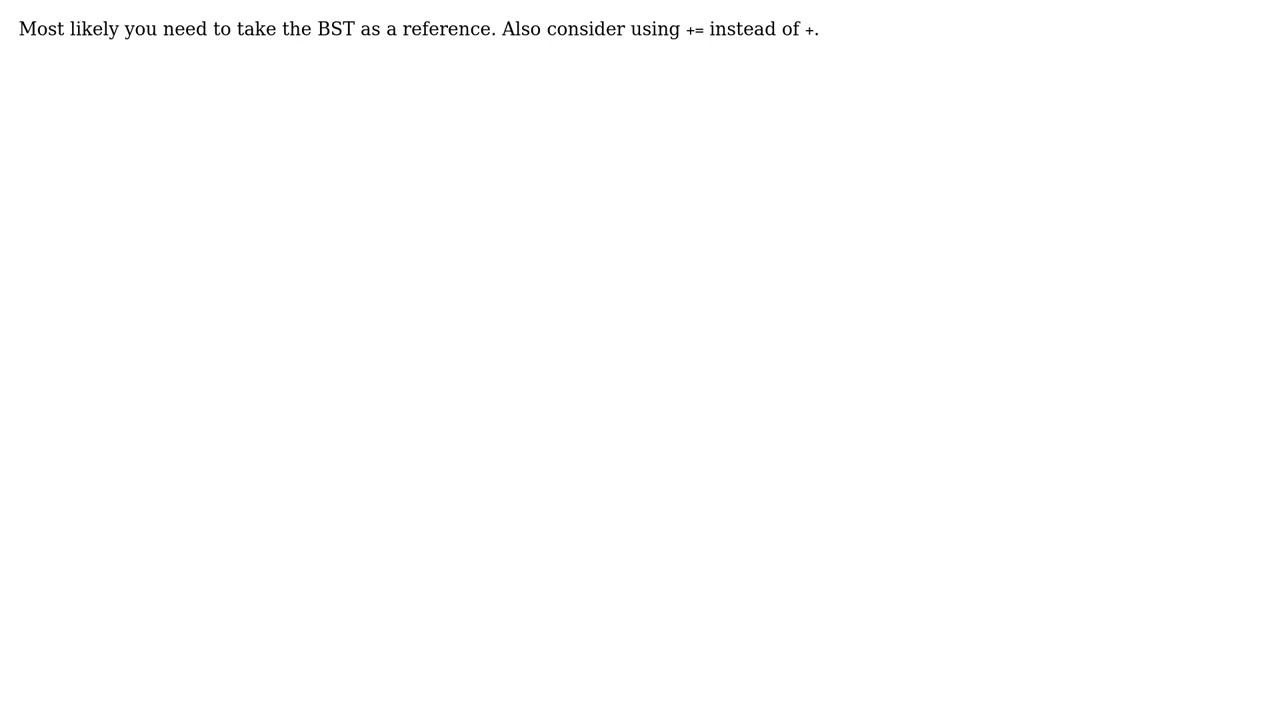 Most likely you need to take the BST as a reference. Also consider using += instead of +.